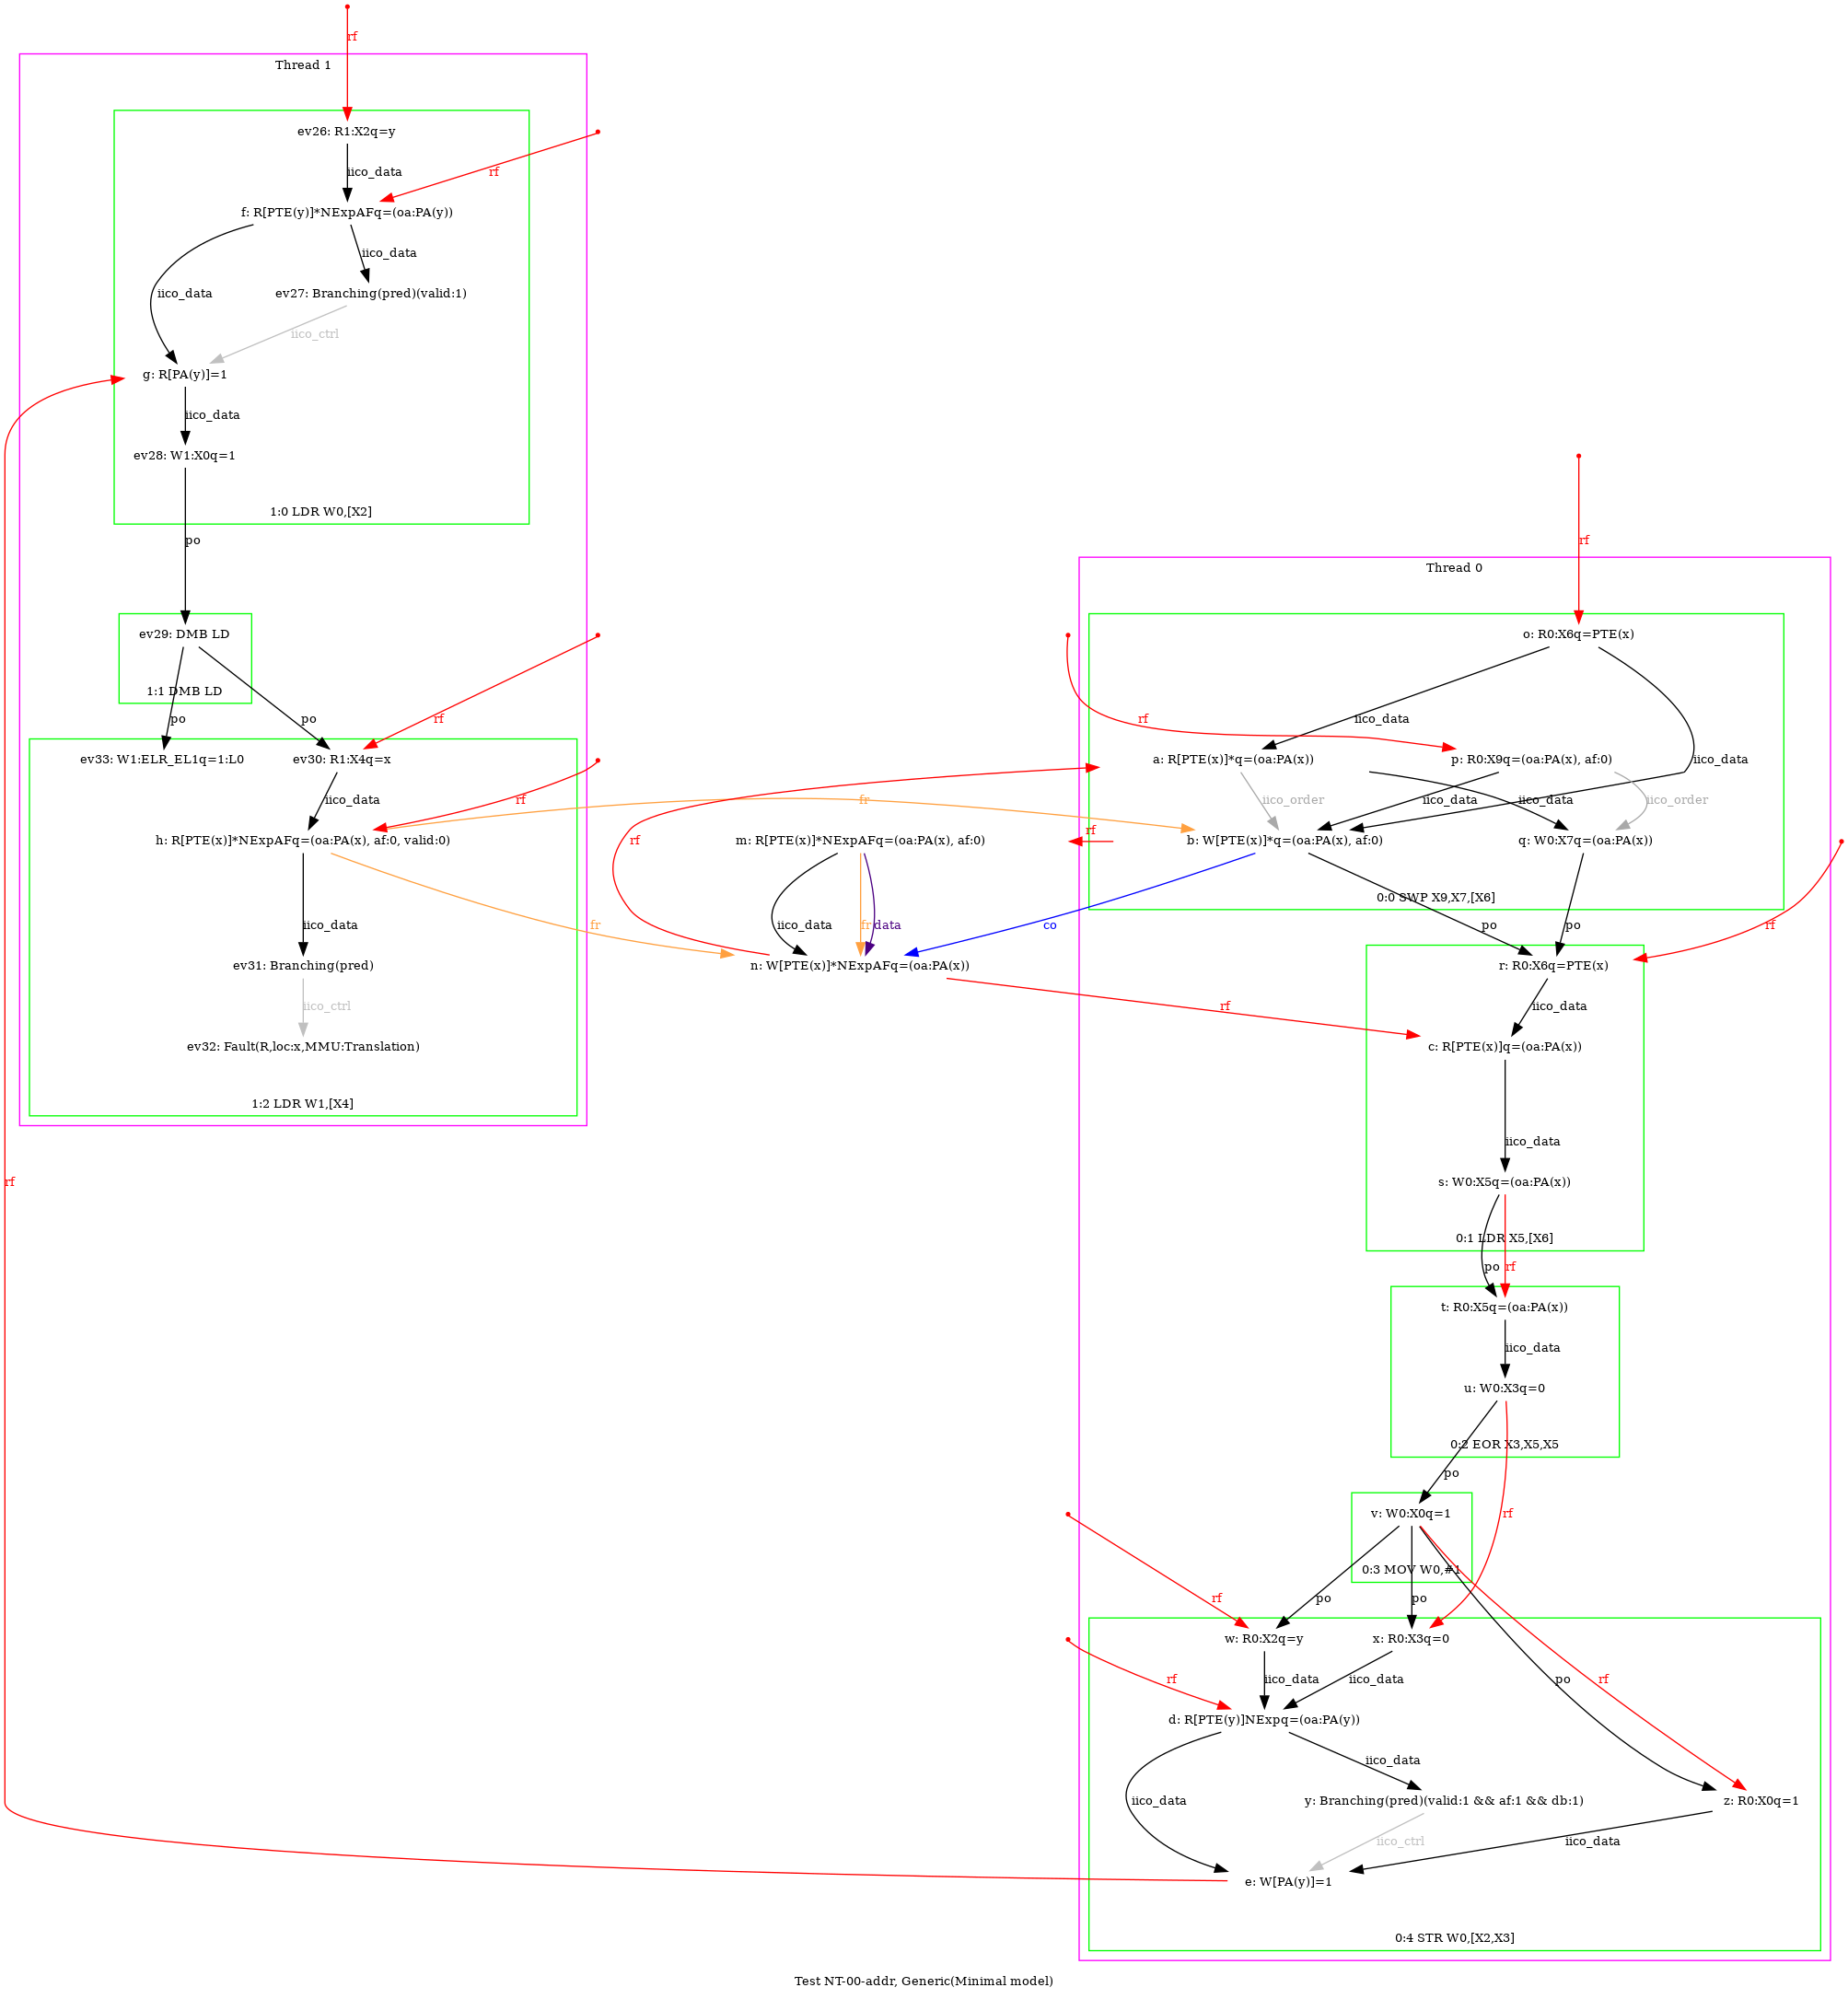 rf
Thread 1
ev26: R1:X2q=y
iico_data
rf
f: R[PTE(y)]*NExpAFq=(oa:PA(y))
iico_data
iico_data
ev27: Branching(pred)(valid:1)
iico_ctrl
g: R[PA(y)]=1
iico_data
ev28: W1:X0q=1
1:0 LDR W0,[X2]
po
ev29: DMB LD
1:1 DMB LD
po
po
rf
ev33: W1:ELR_EL1q=1:L0
ev30: R1:X4q=x
iico_data
rf
h: R[PTE(x)]*NExpAFq=(oa:PA(x), af:0, valid:0)
iico_data
ev31: Branching(pred)
iico_ctrl
ev32: Fault(R,loc:x,MMU:Translation)
1:2 LDR W1,[X4]
rf
fr
fr
rf
m: R[PTE(x)]*NExpAFq=(oa:PA(x), af:0)
iico_data
fr
data
n: W[PTE(x)]*NExpAFq=(oa:PA(x))
rf
co
rf
rf
Thread 0
o: R0:X6q=PTE(x)
rf
iico_data
iico_data
a: R[PTE(x)]*q=(oa:PA(x))
p: R0:X9q=(oa:PA(x), af:0)
iico_order
iico_data
iico_data
iico_order
b: W[PTE(x)]*q=(oa:PA(x), af:0)
q: W0:X7q=(oa:PA(x))
0:0 SWP X9,X7,[X6]
po
po
rf
r: R0:X6q=PTE(x)
iico_data
c: R[PTE(x)]q=(oa:PA(x))
iico_data
s: W0:X5q=(oa:PA(x))
0:1 LDR X5,[X6]
po
rf
t: R0:X5q=(oa:PA(x))
iico_data
u: W0:X3q=0
0:2 EOR X3,X5,X5
po
rf
v: W0:X0q=1
0:3 MOV W0,#1
rf
po
po
po
rf
w: R0:X2q=y
x: R0:X3q=0
rf
iico_data
iico_data
d: R[PTE(y)]NExpq=(oa:PA(y))
iico_data
iico_data
y: Branching(pred)(valid:1 && af:1 && db:1)
z: R0:X0q=1
iico_ctrl
iico_data
e: W[PA(y)]=1
0:4 STR W0,[X2,X3]
Test NT-00-addr, Generic(Minimal model)